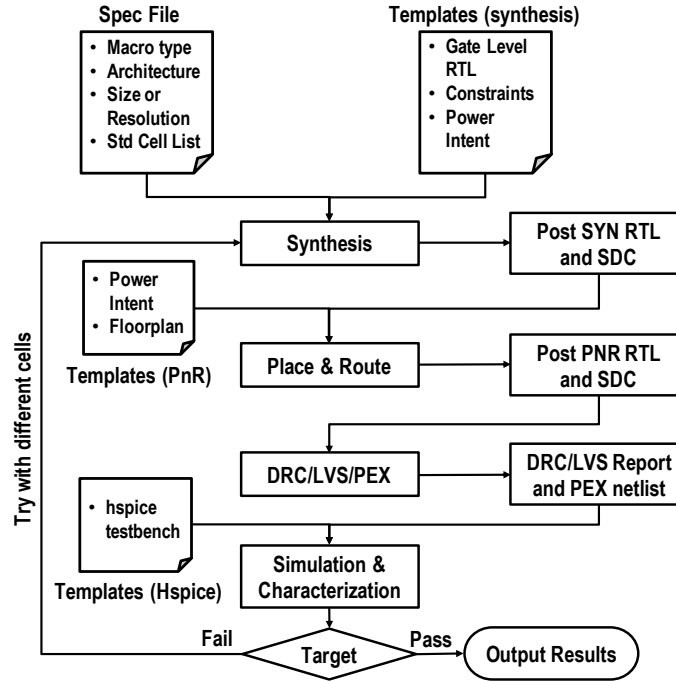 Spec File
• Macro type
• Architecture
• Size or
Resolution
• Std Cell List
Templates (synthesis)
• Gate Level
RTL
• Constraints
• Power
Intent
Synthesis
Post SYN RTL
and SDC
• Power
Intent
• Floorplan
Templates (PnR)
Place & Route
Post PNR RTL
and SDC
Try with different cells
DRC/LVS/PEX
DRC/LVS Report
and PEX netlist
• hspice
testbench
Templates (Hspice)
Simulation &
Characterization
Fail
Target
Pass
Output Results